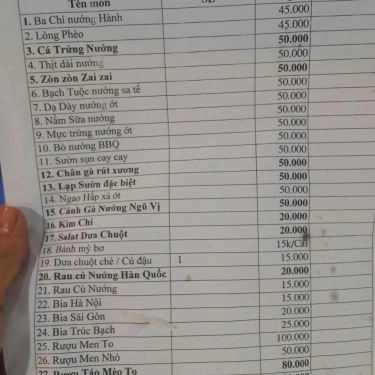 Tên món SL
1. Ba Chỉ nướng Hành 45.000
2. Lòng Phèo 45.000
3. Cá Trứng Nướng 50.000
4. Thịt dải nướng 50.000
5. Zòn zòn Zai zai 50.000
6. Bạch Tuộc nướng sa tế 50.000
7. Dạ Dày nướng ớt 50.000
8. Nầm Sữa nướng 50.000
9. Mực trứng nướng ớt 50.000
10. Bò nướng BBQ 50.000
11. Sườn sụn cay cay 50.000
12. Chân gà rút xương 50.000
13. Lạp Sườn đặc biệt 50.000
14. Ngao Hấp xả ớt 50.000
15. Cánh Gà Nướng Ngũ Vị 50.000
16. Kim Chi 20.000
17. Salat Dưa Chuột 20.000
18. Bánh mỳ bơ 15k/Cái
19. Dưa chuột chẻ / Củ đậu 1 15.000
20. Rau củ Nướng Hàn Quốc 20.000
21. Rau Củ Nướng 15.000
22. Bia Hà Nội 15.000
23. Bia Sài Gòn 20.000
24. Bia Trúc Bạch 25.000
25. Rượu Men To 100.000
26. Rượu Men Nhỏ 50.000
27. Rượu Táo Mèo To 80.000